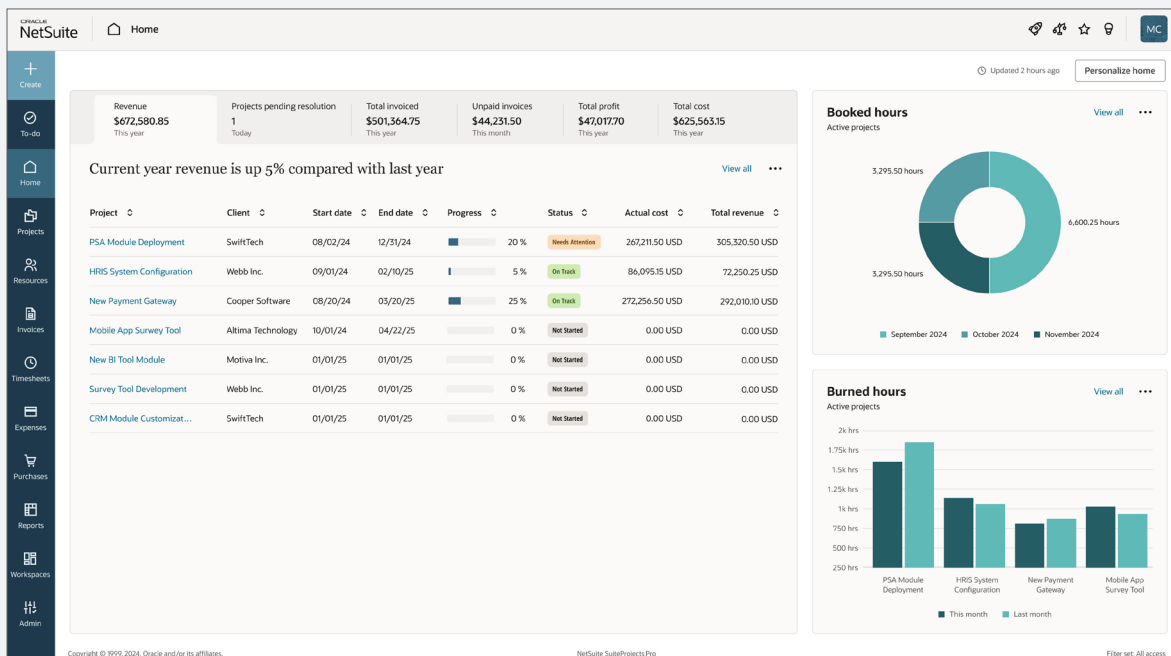 ORACLE
NetSuite
Home
MC
Create
To-do
Home
Projects
Resources
Invoices
Timesheets
Expenses
Purchases
Reports
Workspaces
Admin
Updated 2 hours ago
Personalize home
Revenue
$672,580.85
This year
Projects pending resolution
1
Today
Total invoiced
$501,364.75
This year
Unpaid invoices
$44,231.50
This month
Total profit
$47,017.70
This year
Total cost
$625,563.15
This year
Current year revenue is up 5% compared with last year
View all
Project Client Start date End date Progress Status Actual cost Total revenue
PSA Module Deployment SwiftTech 08/02/24 12/31/24 20 % Needs Attention 267,211.50 USD 305,320.50 USD
HRIS System Configuration Webb Inc. 09/01/24 02/10/25 5 % On Track 86,095.15 USD 72,250.25 USD
New Payment Gateway Cooper Software 08/20/24 03/20/25 25 % On Track 272,256.50 USD 292,010.10 USD
Mobile App Survey Tool Altima Technology 10/01/24 04/22/25 0 % Not Started 0.00 USD 0.00 USD
New BI Tool Module Motiva Inc. 01/01/25 01/01/25 0 % Not Started 0.00 USD 0.00 USD
Survey Tool Development Webb Inc. 01/01/25 01/01/25 0 % Not Started 0.00 USD 0.00 USD
CRM Module Customizat... SwiftTech 01/01/25 01/01/25 0 % Not Started 0.00 USD 0.00 USD
Booked hours
View all
Active projects
3,295.50 hours
6,600.25 hours
3,295.50 hours
September 2024 October 2024 November 2024
Burned hours
View all
Active projects
2k hrs
1.75k hrs
1.5k hrs
1.25k hrs
1k hrs
750 hrs
500 hrs
250 hrs
PSA Module
Deployment
HRIS System
Configuration
New Payment
Gateway
Mobile App
Survey Tool
This month Last month
Copyright © 1999, 2024, Oracle and/or its affiliates.
NetSuite SuiteProjects Pro
Filter set: All access